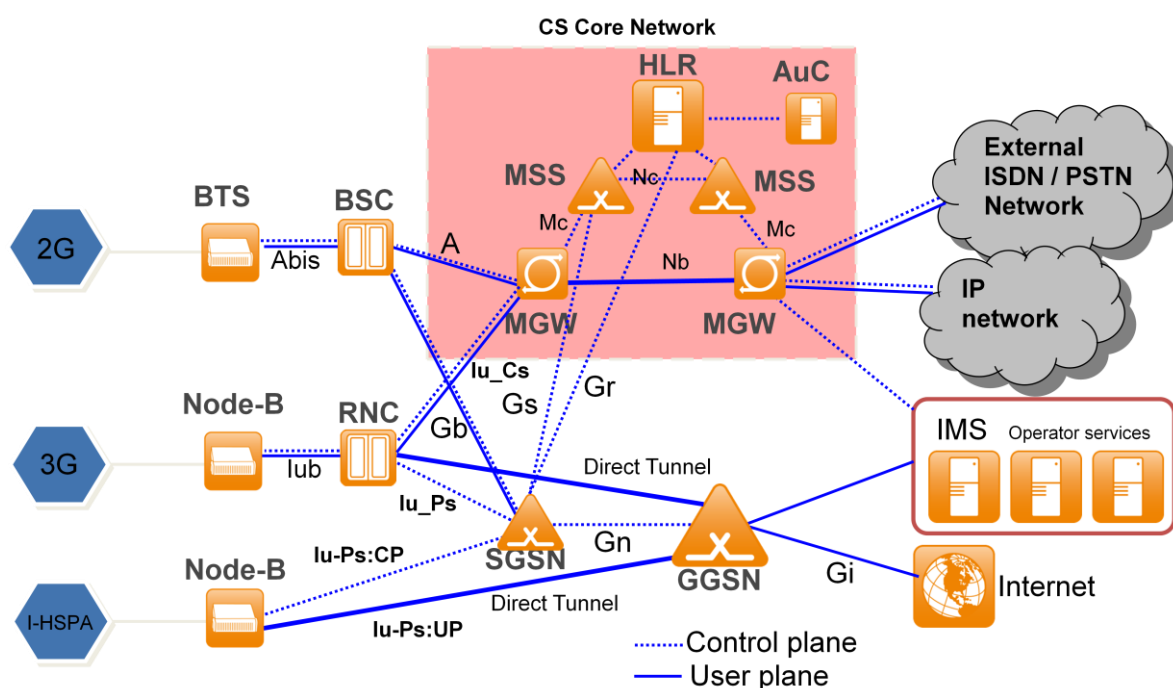 CS Core Network
HLR
AuC
MSS
Nc
MSS
External
ISDN / PSTN
Network
BTS
BSC
Mc
Mc
2G
Abis
A
Nb
IP
network
MGW
MGW
Iu_Cs
Gs
Gr
Node-B
RNC
Gb
IMS
Operator services
3G
Iub
Direct Tunnel
Iu_Ps
Iu-Ps:CP
SGSN
Gn
GGSN
Gi
Internet
Node-B
I-HSPA
Direct Tunnel
Iu-Ps:UP
Control plane
User plane